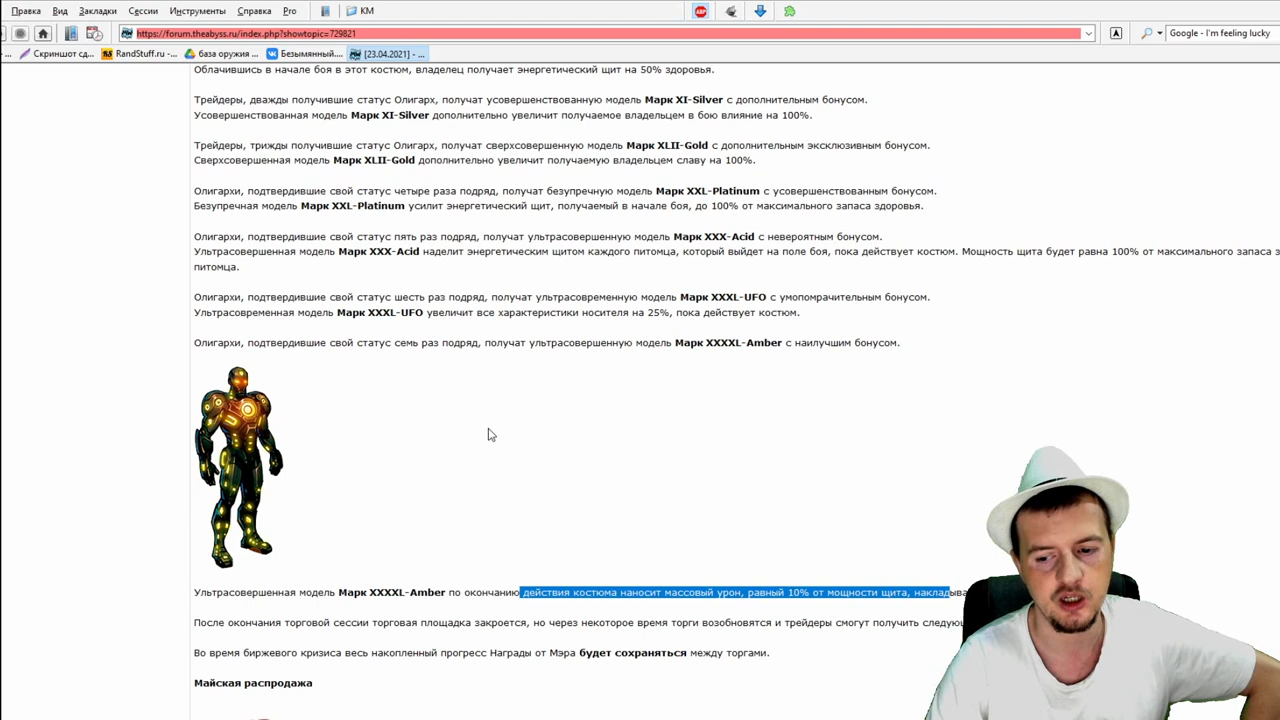 Правка Вид Закладки Сессии Инструменты Справка Pro КМ
https://forum.theabyss.ru/index.php?showtopic=729821 Google - I'm feeling lucky
... Скриншот сд... RandStuff.ru - ... база оружия ... Безымянный.... [23.04.2021] - ...
Облачившись в начале боя в этот костюм, владелец получает энергетический щит на 50% здоровья.
Трейдеры, дважды получившие статус Олигарх, получат усовершенствованную модель Марк XI-Silver с дополнительным бонусом.
Усовершенствованная модель Марк XI-Silver дополнительно увеличит получаемое владельцем в бою влияние на 100%.
Трейдеры, трижды получившие статус Олигарх, получат сверхсовершенную модель Марк XLII-Gold с дополнительным эксклюзивным бонусом.
Сверхсовершенная модель Марк XLII-Gold дополнительно увеличит получаемую владельцем славу на 100%.
Олигархи, подтвердившие свой статус четыре раза подряд, получат безупречную модель Марк XXL-Platinum с усовершенствованным бонусом.
Безупречная модель Марк XXL-Platinum усилит энергетический щит, получаемый в начале боя, до 100% от максимального запаса здоровья.
Олигархи, подтвердившие свой статус пять раз подряд, получат ультрасовершенную модель Марк XXX-Acid с невероятным бонусом.
Ультрасовершенная модель Марк XXX-Acid наделит энергетическим щитом каждого питомца, который выйдет на поле боя, пока действует костюм. Мощность щита будет равна 100% от максимального запаса з
питомца.
Олигархи, подтвердившие свой статус шесть раз подряд, получат ультрасовременную модель Марк XXXL-UFO с умопомрачительным бонусом.
Ультрасовременная модель Марк XXXL-UFO увеличит все характеристики носителя на 25%, пока действует костюм.
Олигархи, подтвердившие свой статус семь раз подряд, получат ультрасовершенную модель Марк XXXXL-Amber с наилучшим бонусом.
Ультрасовершенная модель Марк XXXXL-Amber по окончанию действия костюма наносит массовый урон, равный 10% от мощности щита, накладыва
После окончания торговой сессии торговая площадка закроется, но через некоторое время торги возобновятся и трейдеры смогут получить следующ
Во время биржевого кризиса весь накопленный прогресс Награды от Мэра будет сохраняться между торгами.
Майская распродажа